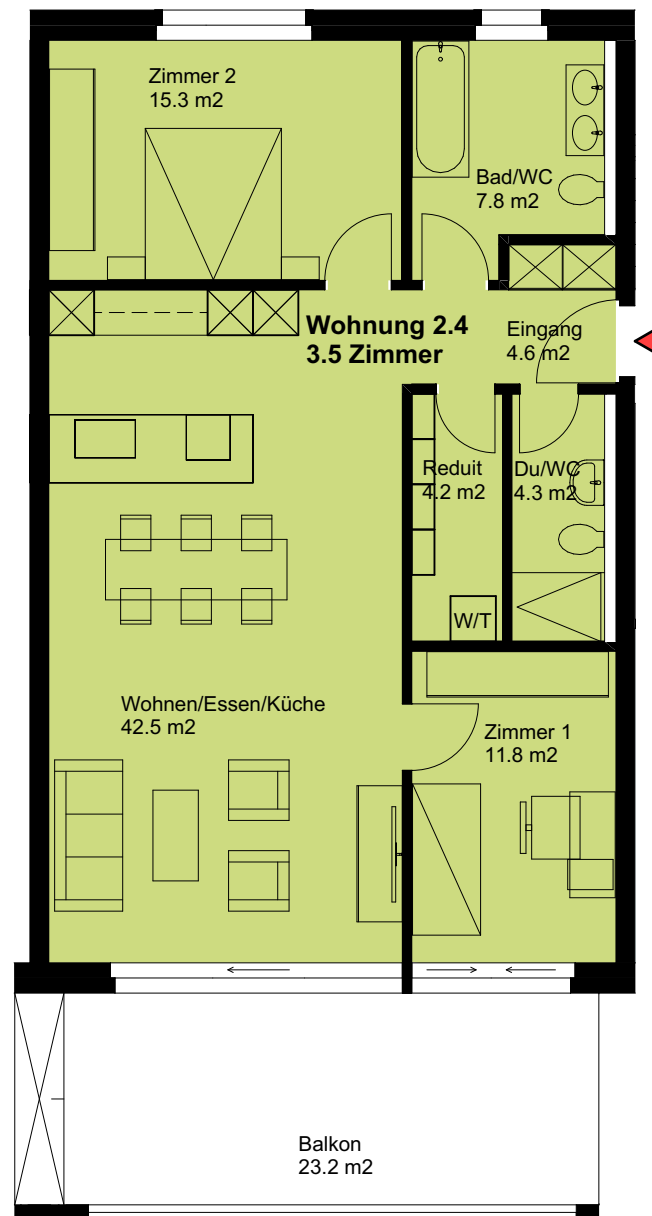 Zimmer 2
15.3 m2
Bad/WC
7.8 m2
Wohnung 2.4
3.5 Zimmer
Eingang
4.6 m2
Reduit
4.2 m2
Du/WC
4.3 m2
W/T
Wohnen/Essen/Küche
42.5 m2
Zimmer 1
11.8 m2
Balkon
23.2 m2